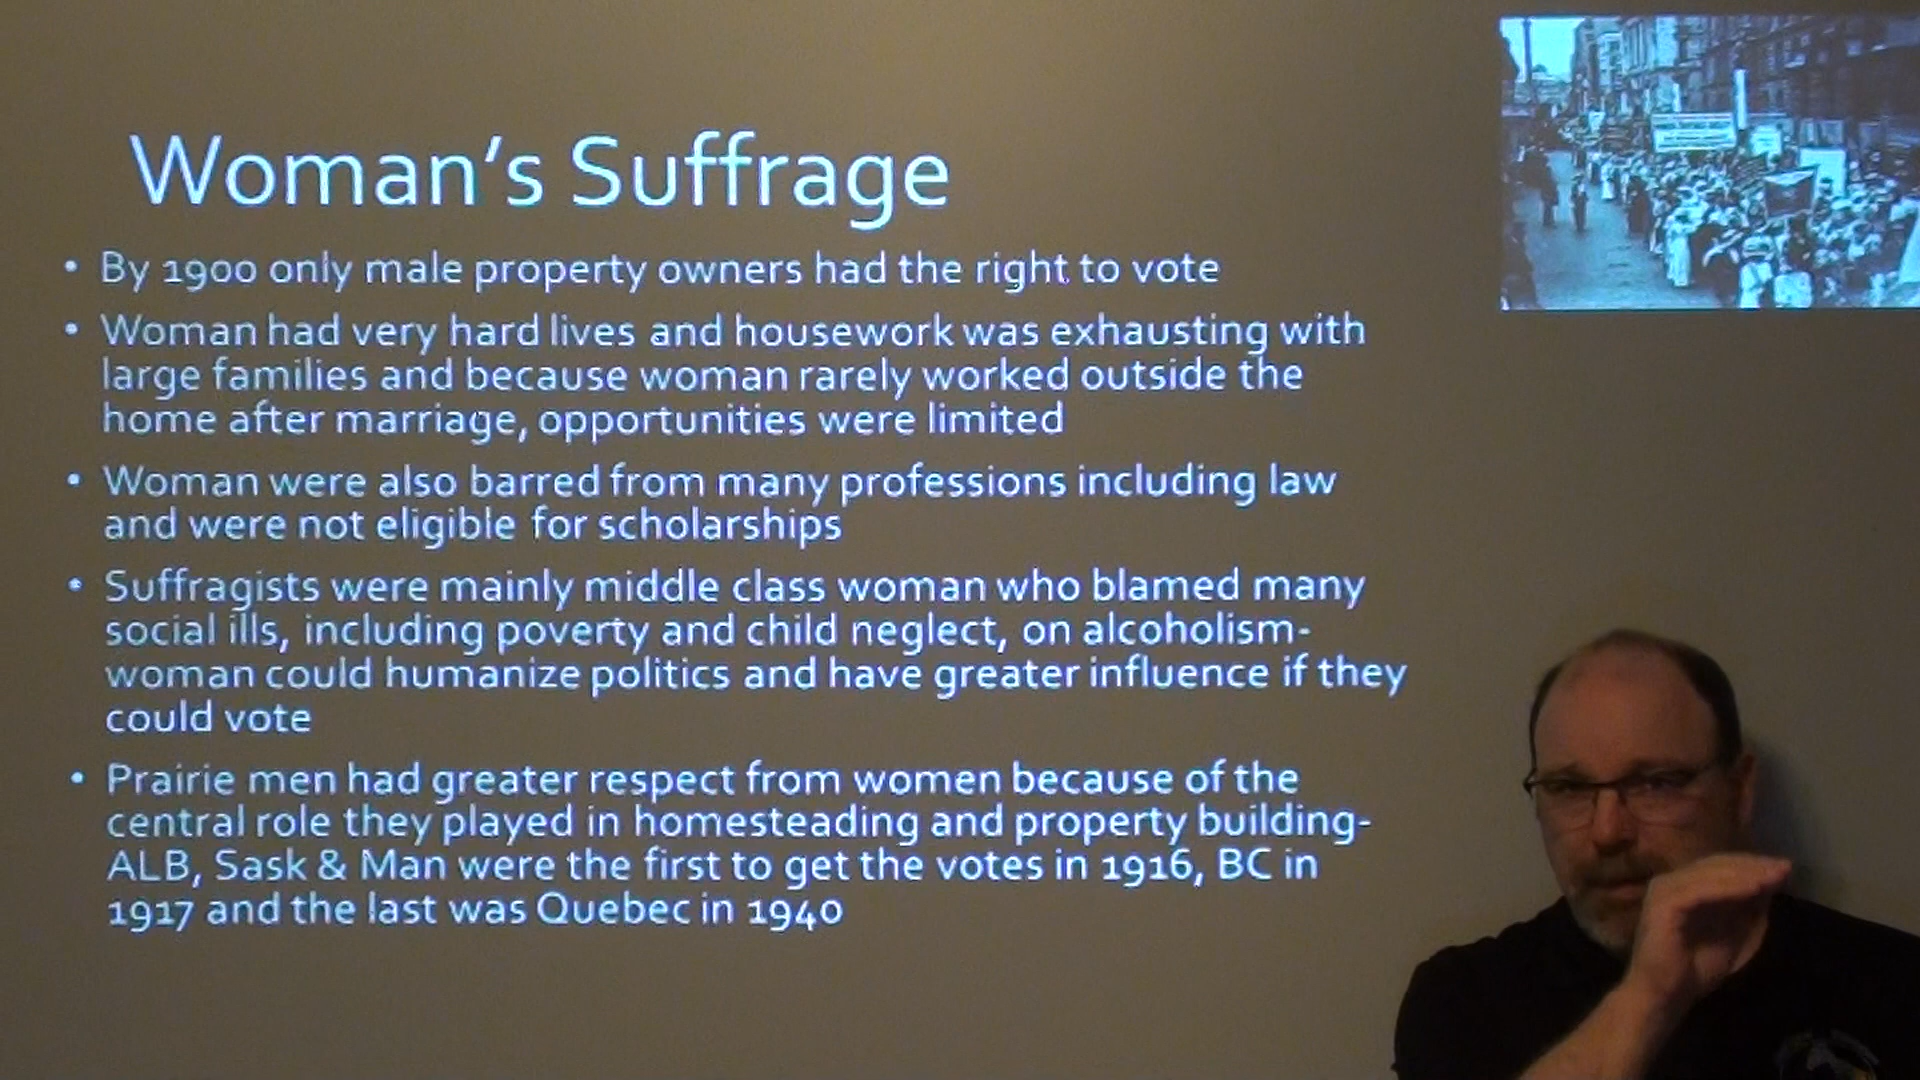 Woman's Suffrage
• By 1900 only male property owners had the right to vote
• Woman had very hard lives and housework was exhausting with
large families and because woman rarely worked outside the
home after marriage, opportunities were limited
• Woman were also barred from many professions including law
and were not eligible for scholarships
• Suffragists were mainly middle class woman who blamed many
social ills, including poverty and child neglect, on alcoholism-
woman could humanize politics and have greater influence if they
could vote
• Prairie men had greater respect from women because of the
central role they played in homesteading and property building-
ALB, Sask & Man were the first to get the votes in 1916, BC in
1917 and the last was Quebec in 1940